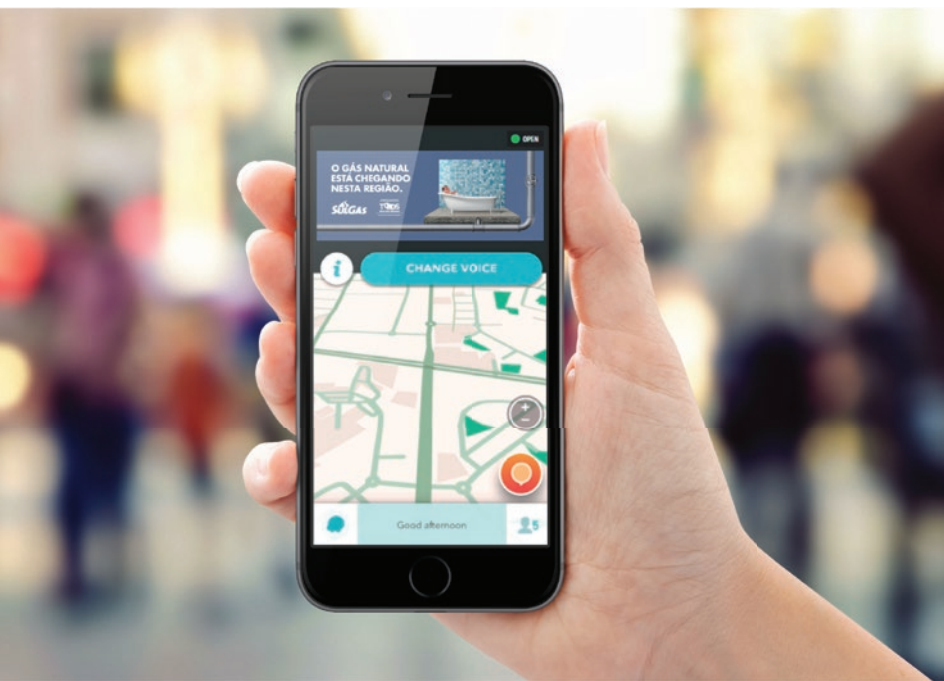 OPEN
O GÁS NATURAL
ESTÁ CHEGANDO
NESTA REGIÃO.
SULGÁS
i
CHANGE VOICE
+
-
Good afternoon
5